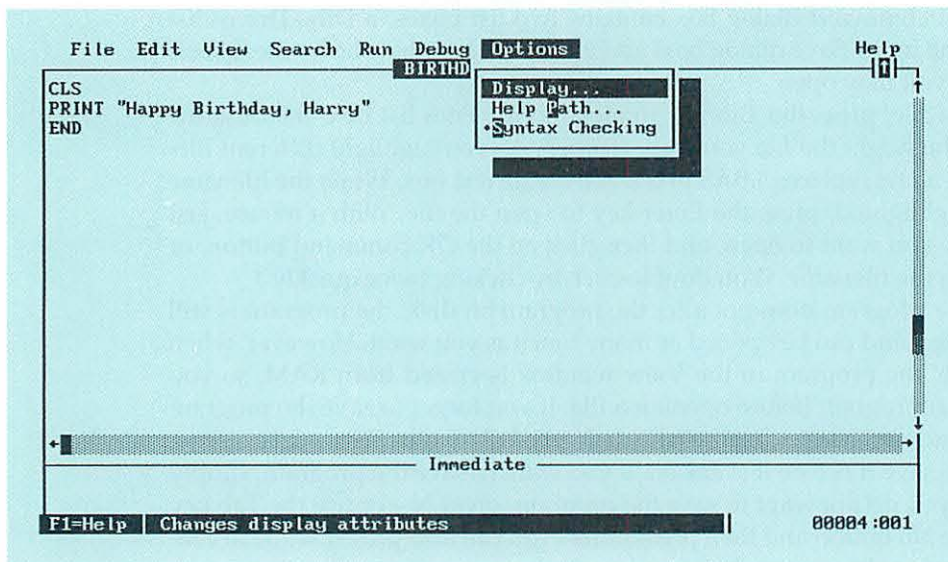 File Edit View Search Run Debug Options Help
BIRTHD
CLS
PRINT "Happy Birthday, Harry"
END
Display...
Help Path...
•Syntax Checking
Immediate
F1=Help Changes display attributes 00004:001